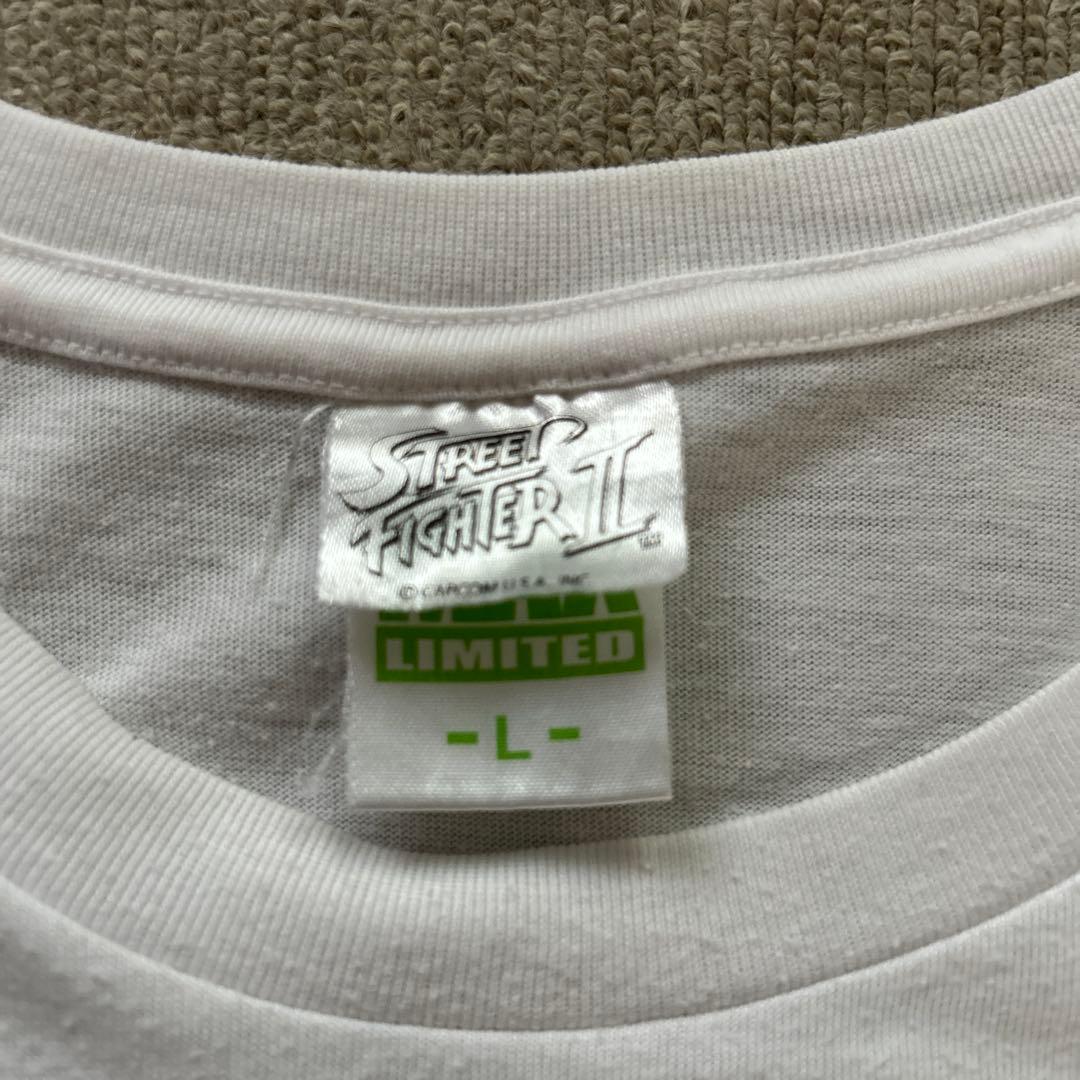 STREET
FIGHTER II
© CAPCOM U.S.A., INC.
LIMITED
- L -